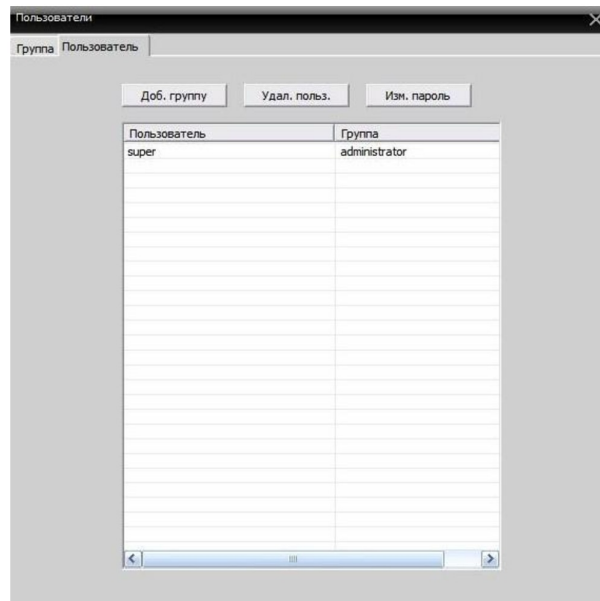 Пользователи
Группа Пользователь
Доб. группу Удал. польз. Изм. пароль
Пользователь Группа
super administrator